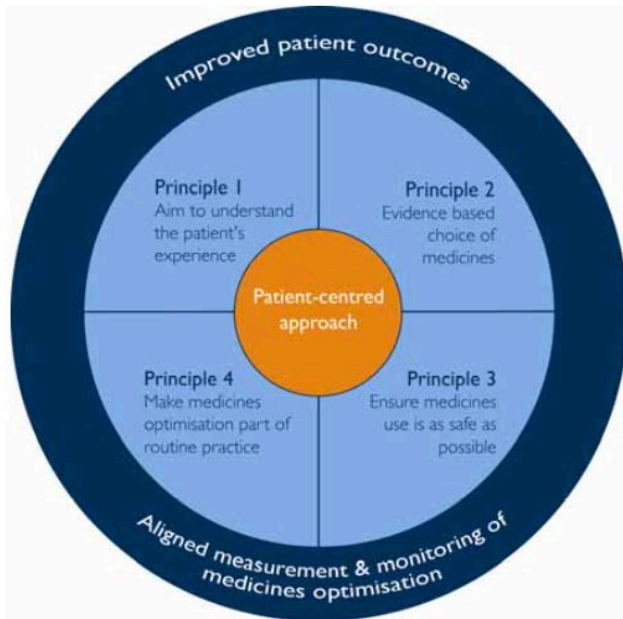 Improved patient outcomes
Principle 1
Aim to understand
the patient's
experience
Principle 2
Evidence based
choice of
medicines
Patient-centred
approach
Principle 4
Make medicines
optimisation part of
routine practice
Principle 3
Ensure medicines
use is as safe as
possible
Aligned measurement & monitoring of
medicines optimisation